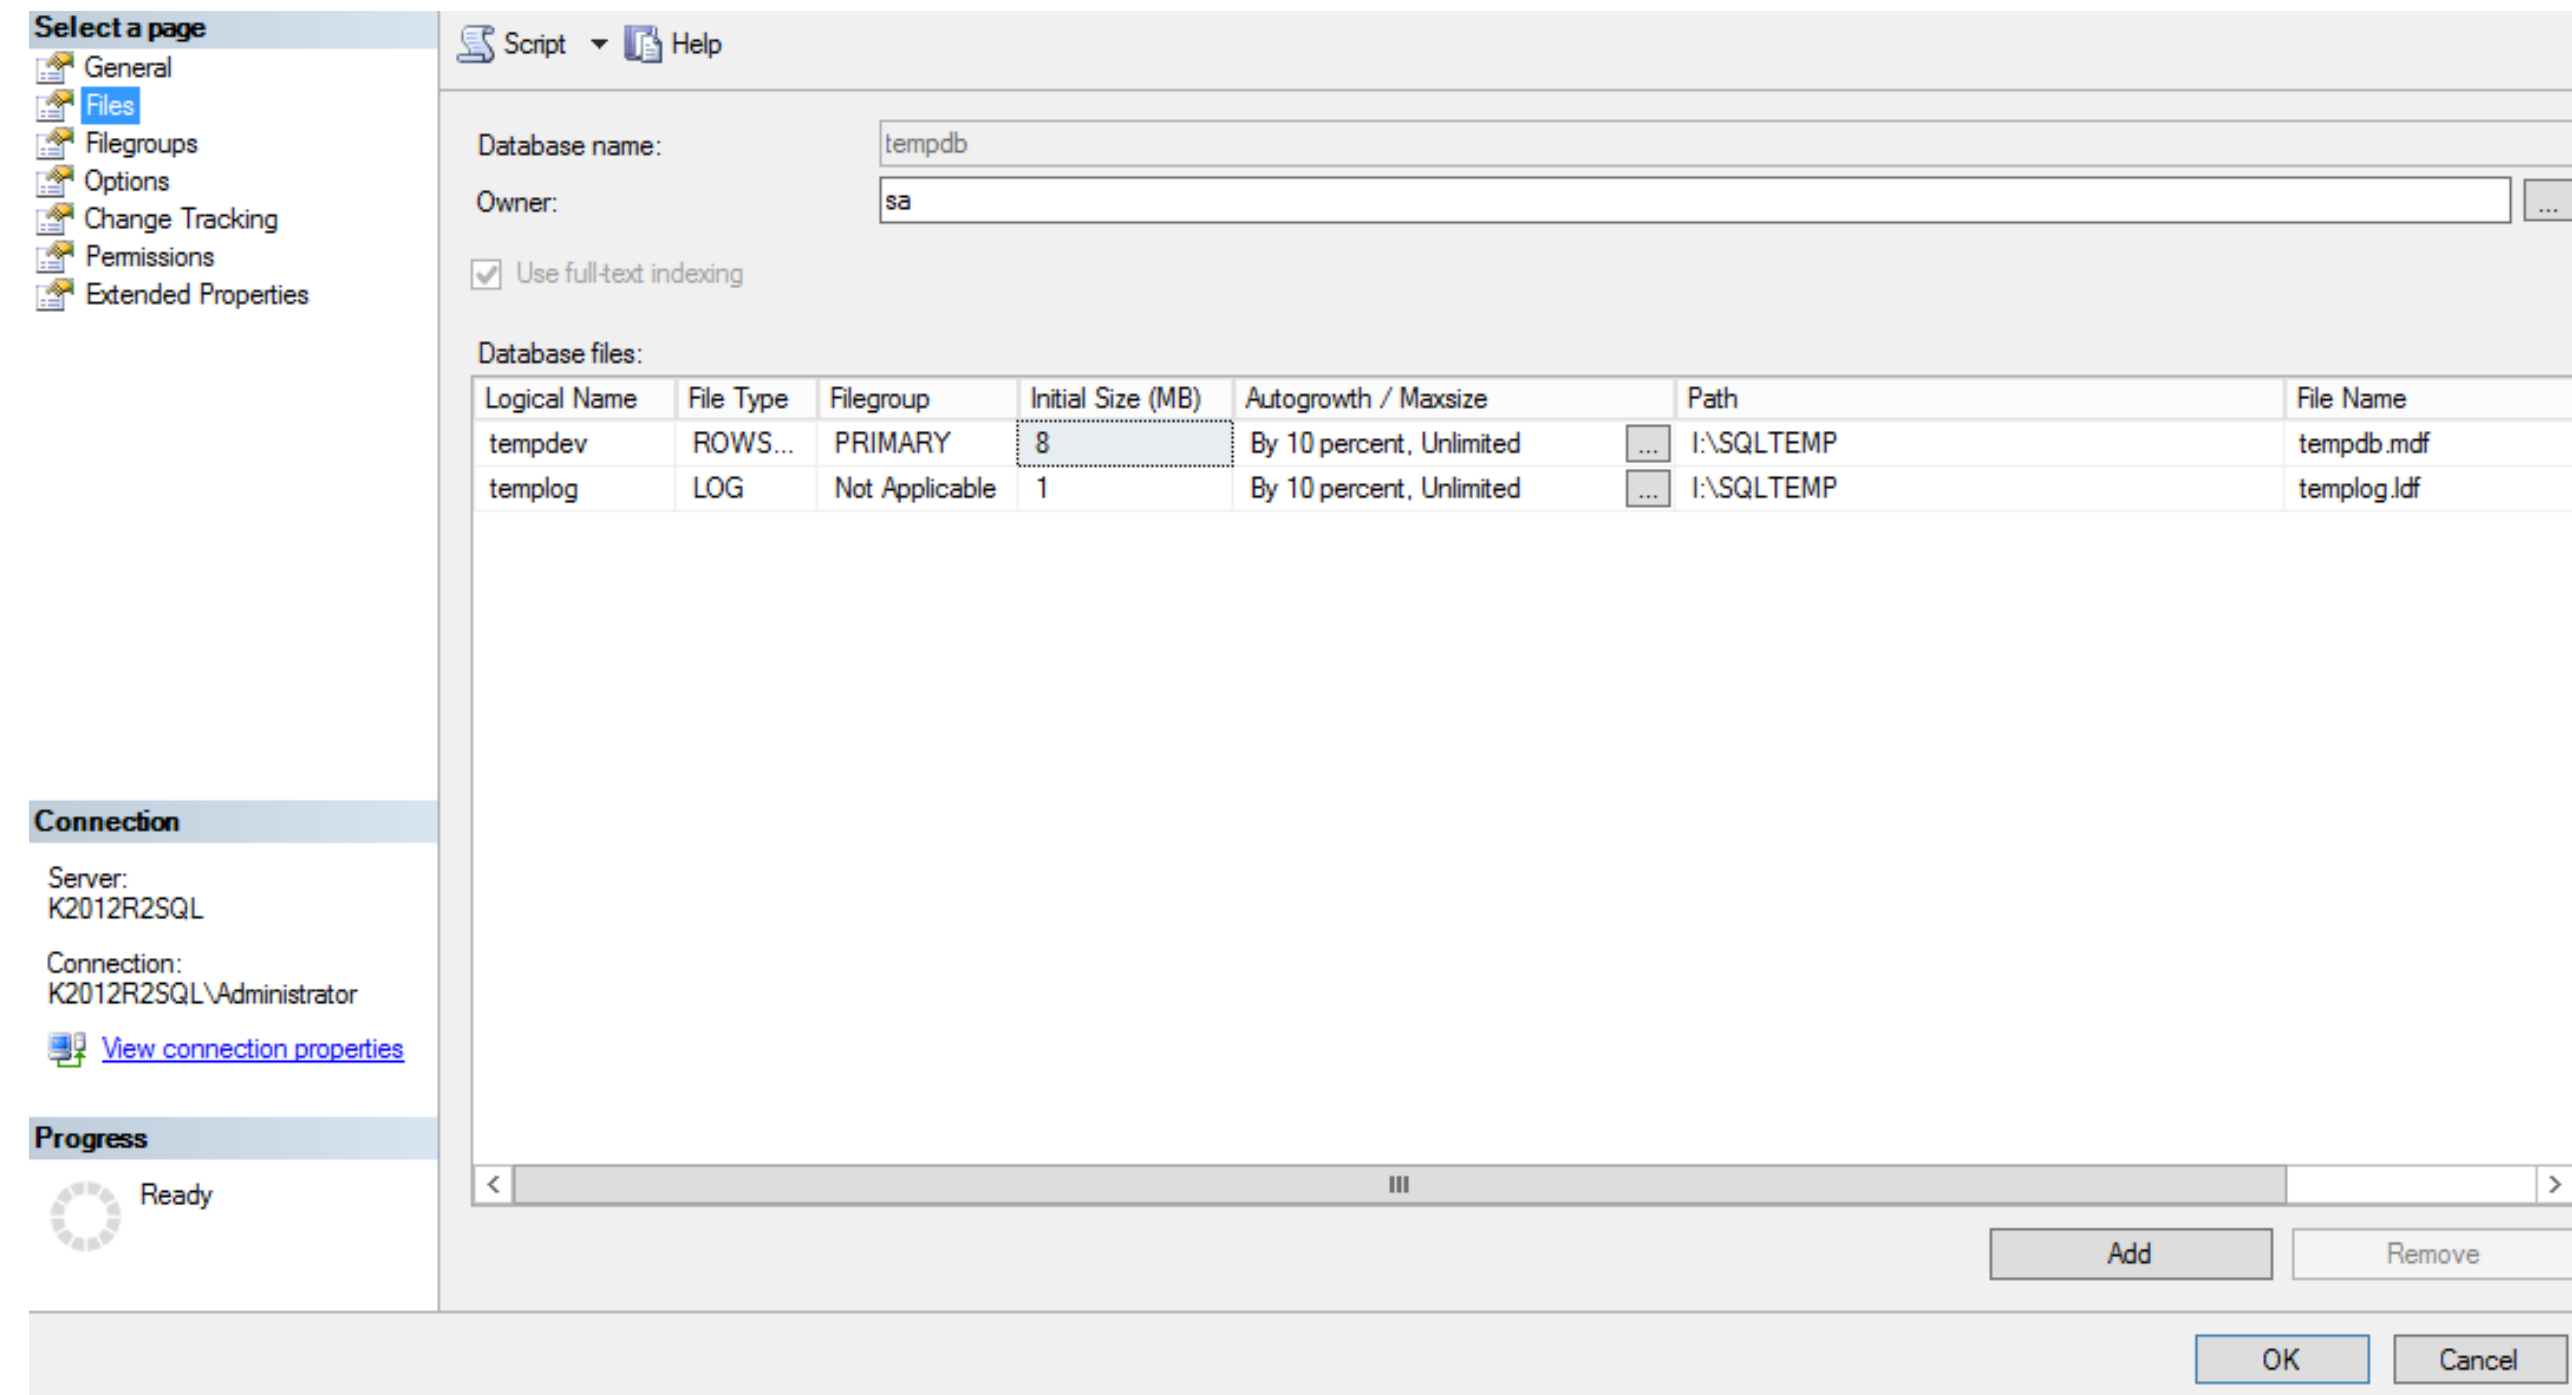 Select a page
General
Files
Filegroups
Options
Change Tracking
Permissions
Extended Properties
Connection
Server:
K2012R2SQL
Connection:
K2012R2SQL\Administrator
View connection properties
Progress
Ready
Script Help
Database name: tempdb
Owner: sa ...
Use full-text indexing
Database files:
Logical Name File Type Filegroup Initial Size (MB) Autogrowth / Maxsize Path File Name
tempdev ROWS... PRIMARY 8 By 10 percent, Unlimited ... I:\SQLTEMP tempdb.mdf
templog LOG Not Applicable 1 By 10 percent, Unlimited ... I:\SQLTEMP templog.ldf
Add Remove
OK Cancel